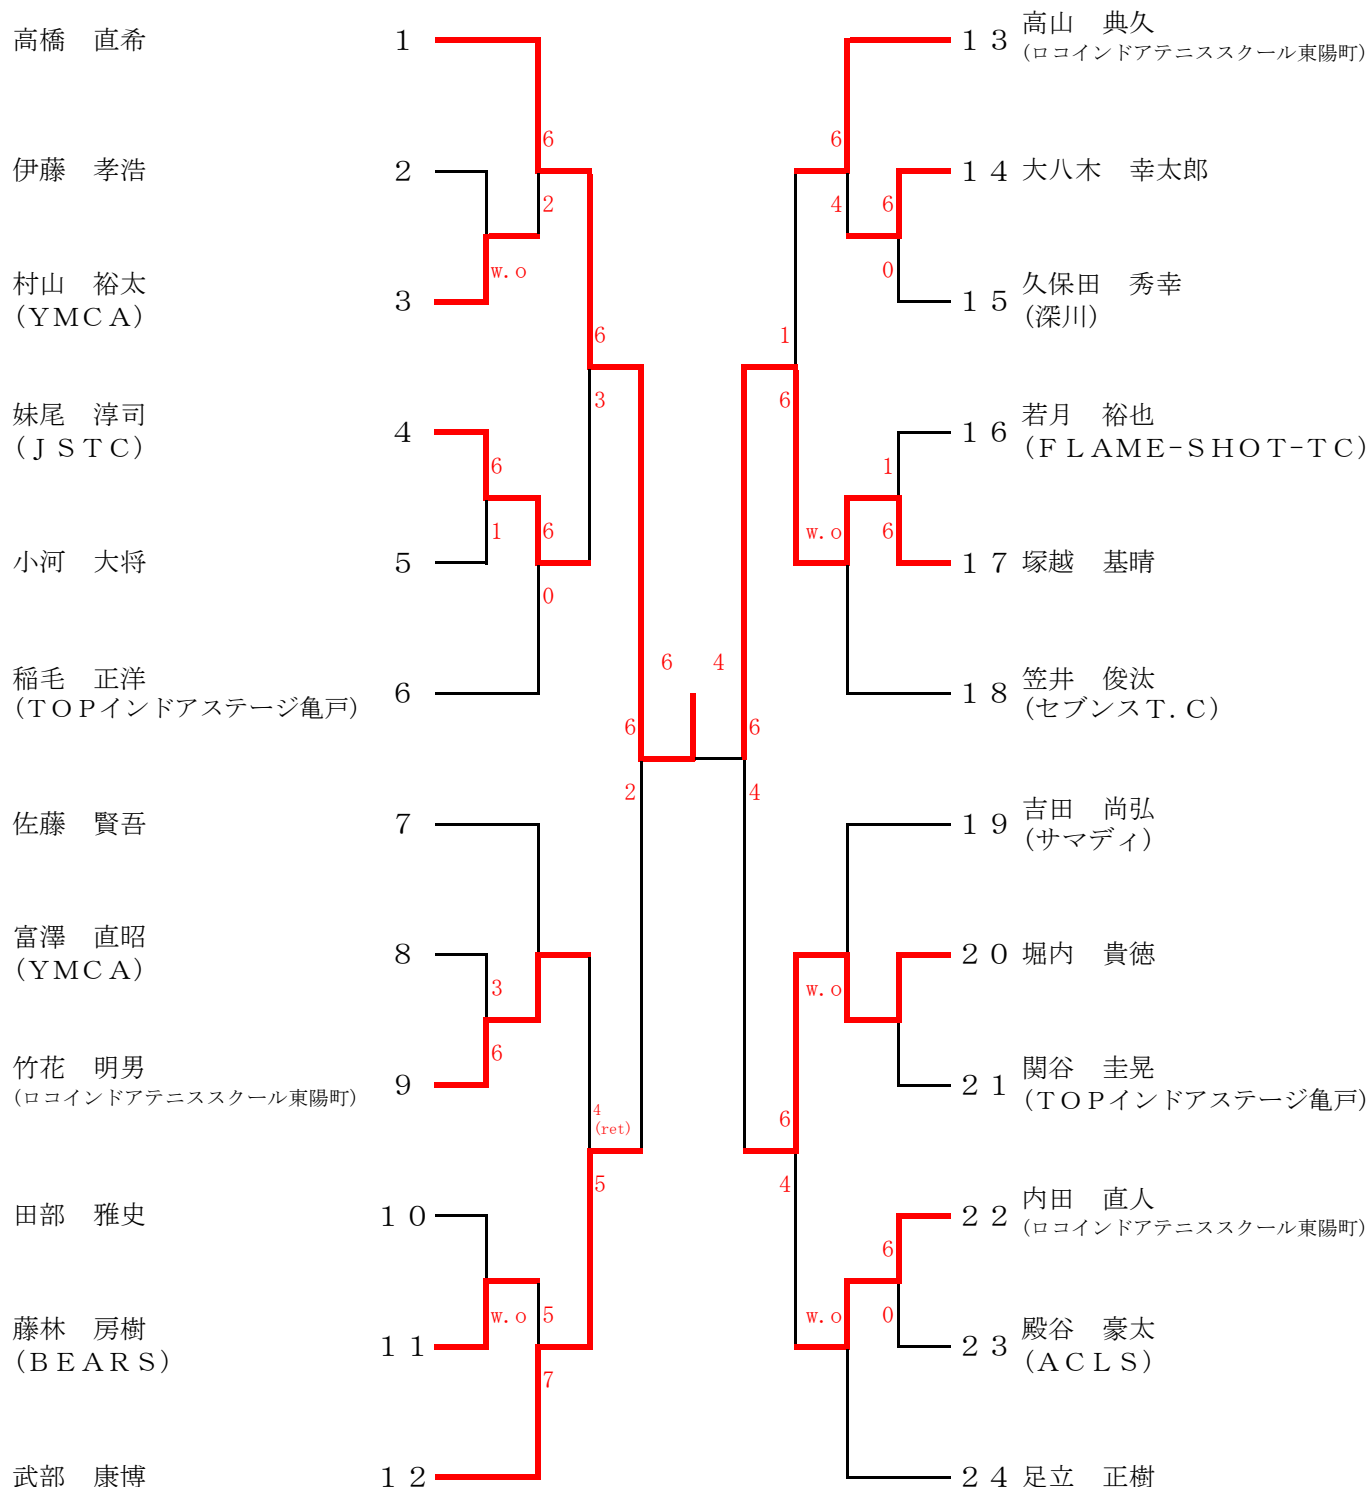 高橋　直希　1
伊藤　孝浩　2
村山　裕太　3
(YMCA)
妹尾　淳司　4
(JSTC)
小河　大将　5
稲毛　正洋　6
(TOPインドアステージ亀戸)
佐藤　賢吾　7
富澤　直昭　8
(YMCA)
竹花　明男　9
(ロコインドアテニススクール東陽町)
田部　雅史　10
藤林　房樹　11
(BEARS)
武部　康博　12
6
2
w.o
6
3
6
1
6
0
6
2
3
6
4
(ret)
5
w.o
5
7
6
4
6
4
6
4
6
0
1
6
1
w.o
6
w.o
6
4
6
w.o
0
13　高山　典久
(ロコインドアテニススクール東陽町)
14　大八木　幸太郎
15　久保田　秀幸
(深川)
16　若月　裕也
(FLAME-SHOT-TC)
17　塚越　基晴
18　笠井　俊汰
(セブンスT.C)
19　吉田　尚弘
(サマディ)
20　堀内　貴徳
21　関谷　圭晃
(TOPインドアステージ亀戸)
22　内田　直人
(ロコインドアテニススクール東陽町)
23　殿谷　豪太
(ACLS)
24　足立　正樹